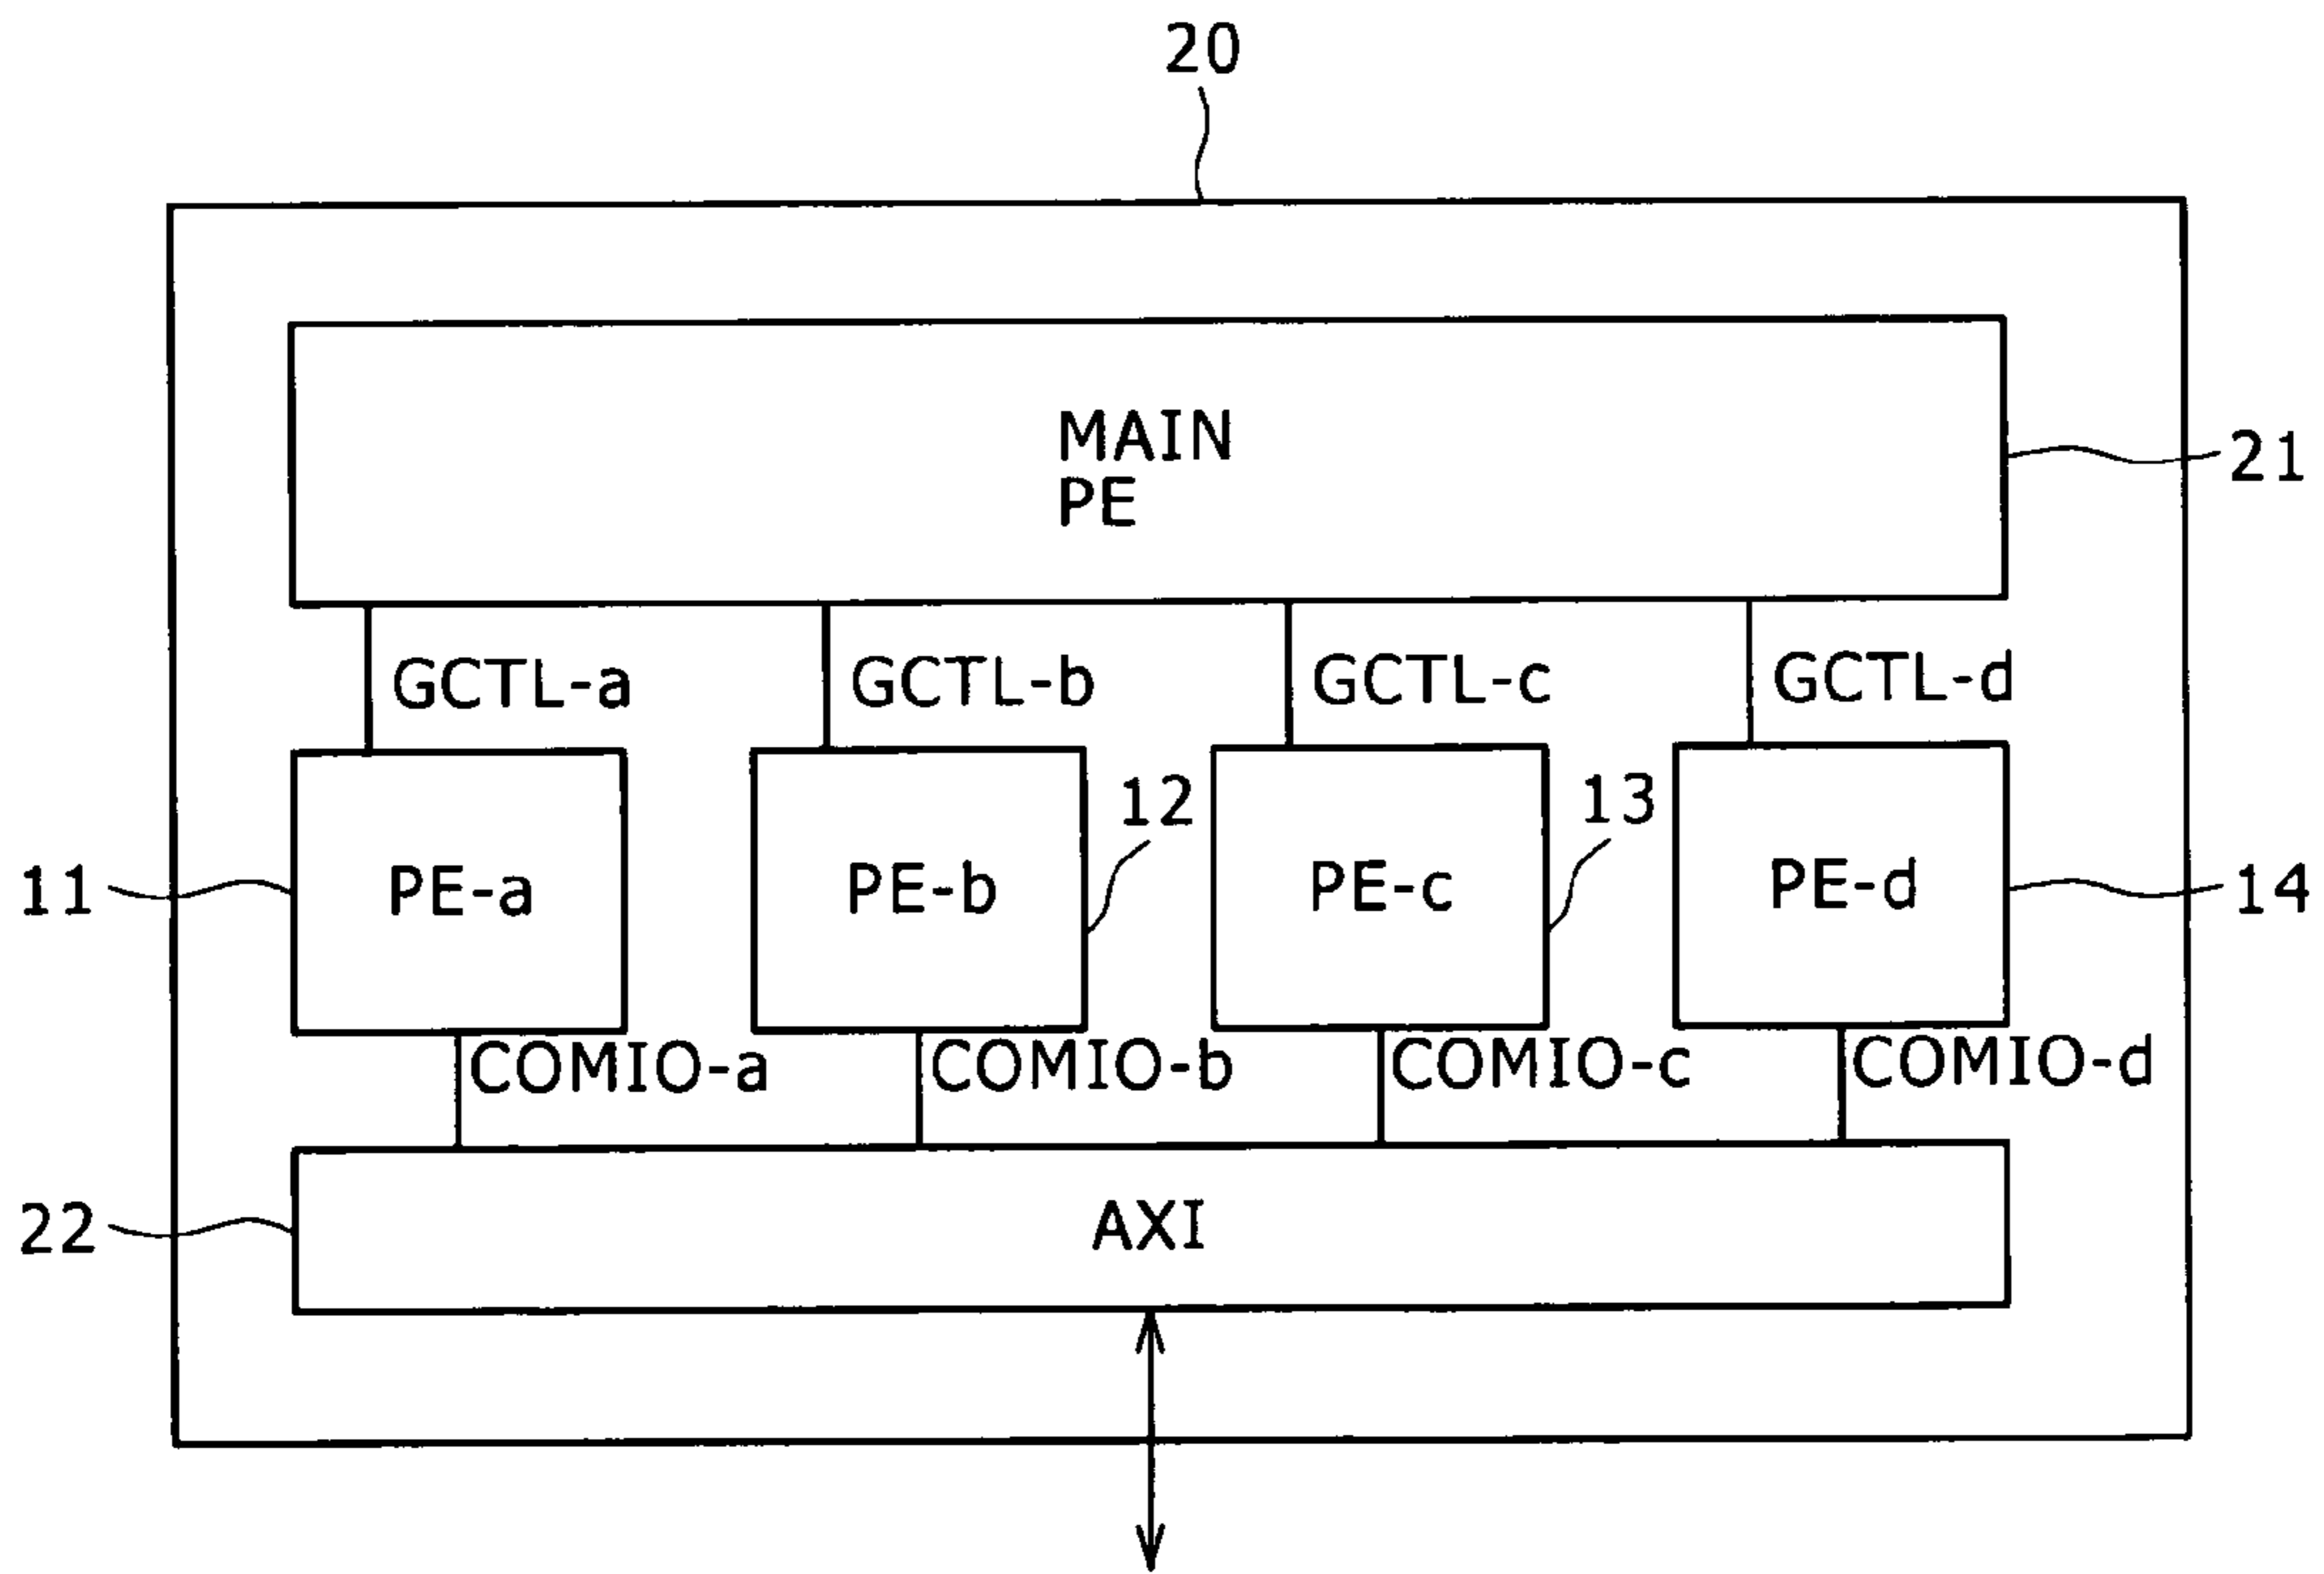 20
MAIN
PE
21
GCTL-a
GCTL-b
GCTL-c
GCTL-d
12
13
11
PE-a
PE-b
PE-c
PE-d
14
COMIO-a
COMIO-b
COMIO-c
COMIO-d
22
AXI